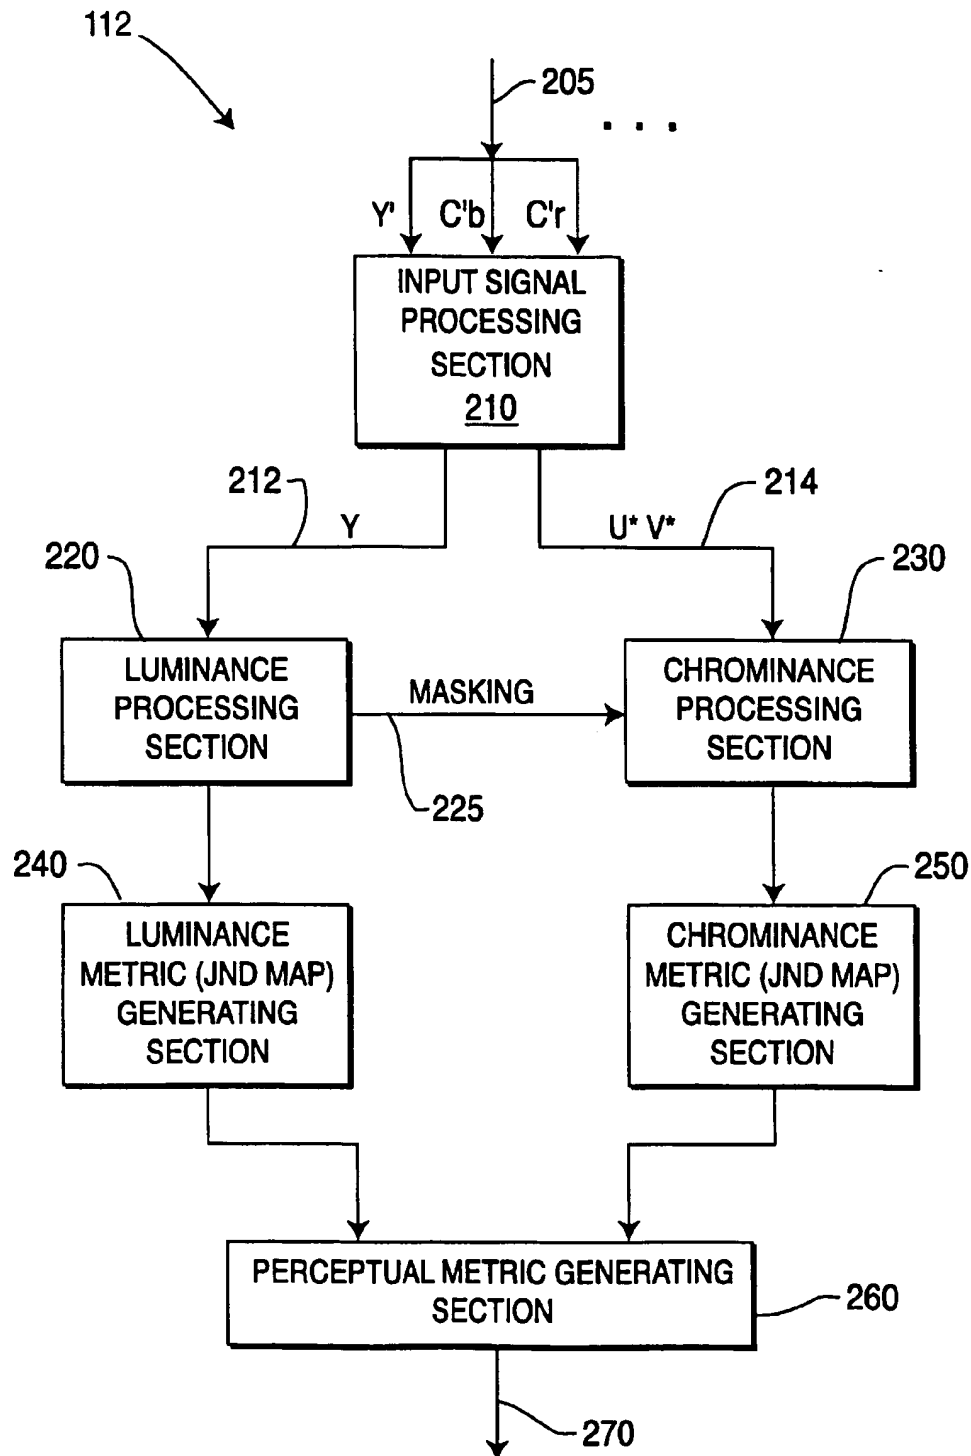 112
205
. . .
Y' C'b C'r
INPUT SIGNAL
PROCESSING
SECTION
210
212
214
Y
U* V*
220
230
LUMINANCE
PROCESSING
SECTION
MASKING
CHROMINANCE
PROCESSING
SECTION
225
240
250
LUMINANCE
METRIC (JND MAP)
GENERATING
SECTION
CHROMINANCE
METRIC (JND MAP)
GENERATING
SECTION
PERCEPTUAL METRIC GENERATING
SECTION
260
270